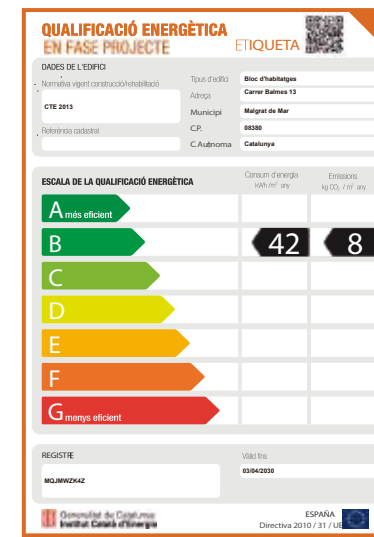 QUALIFICACIÓ ENERGÈTICA
EN FASE PROJECTE
ETIQUETA
DADES DE L'EDIFICI
Normativa vigent construcció/rehabilitació
CTE 2013
Referència cadastral
Tipus d'edifici Bloc d'habitatges
Adreça Carrer Balmes 13
Municipi Malgrat de Mar
C.P. 08380
C.Autònoma Catalunya
ESCALA DE LA QUALIFICACIÓ ENERGÈTICA
Consum d'energia
kWh /m² any
Emissions
kg CO₂ / m² any
A més eficient
B 42 8
C
D
E
F
G menys eficient
REGISTRE
MQJMWZK4Z
Vàlid fins
03/04/2030
Generalitat de Catalunya
Institut Català d'Energia
ESPAÑA
Directiva 2010 / 31 / UE